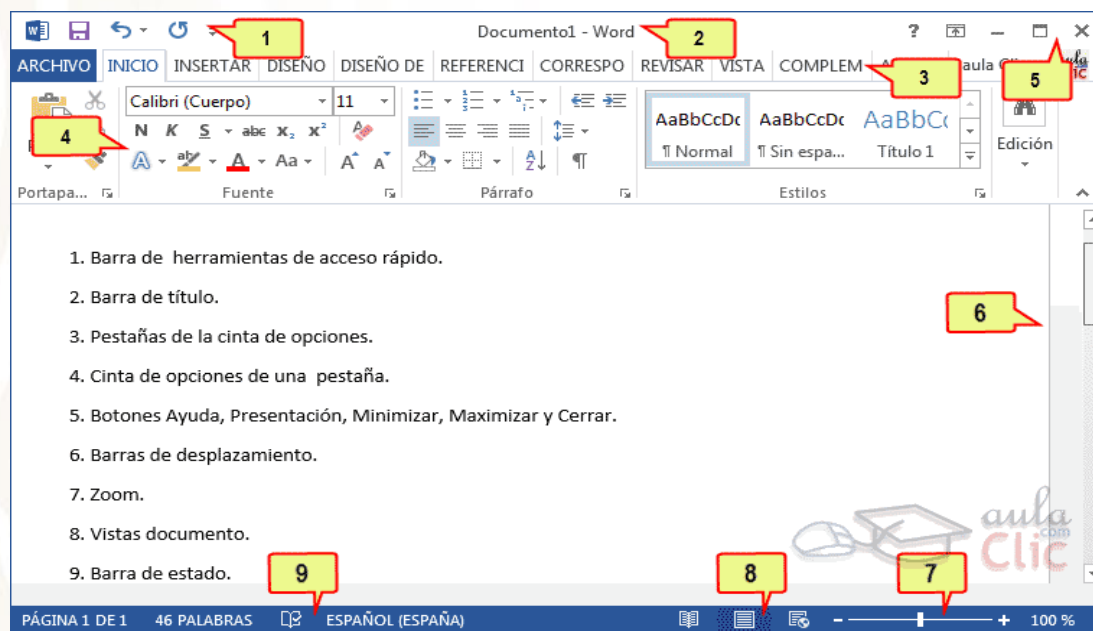 Documento1 - Word
1
2
ARCHIVO INICIO INSERTAR DISEÑO DISEÑO DE REFERENCI CORRESPO REVISAR VISTA COMPLEM
3
5
Calibri (Cuerpo) 11
4
N K S abc x₂ x²
A aby A Aa A A
AaBbCcDc AaBbCcDc AaBbC
¶ Normal ¶ Sin espa... Título 1
Edición
Portapa... Fuente Párrafo Estilos
1. Barra de herramientas de acceso rápido.
2. Barra de título.
3. Pestañas de la cinta de opciones.
6
4. Cinta de opciones de una pestaña.
5. Botones Ayuda, Presentación, Minimizar, Maximizar y Cerrar.
6. Barras de desplazamiento.
7. Zoom.
8. Vistas documento.
9. Barra de estado.
aula
.com
Clic
9
8
7
PÁGINA 1 DE 1 46 PALABRAS ESPAÑOL (ESPAÑA) - + 100 %